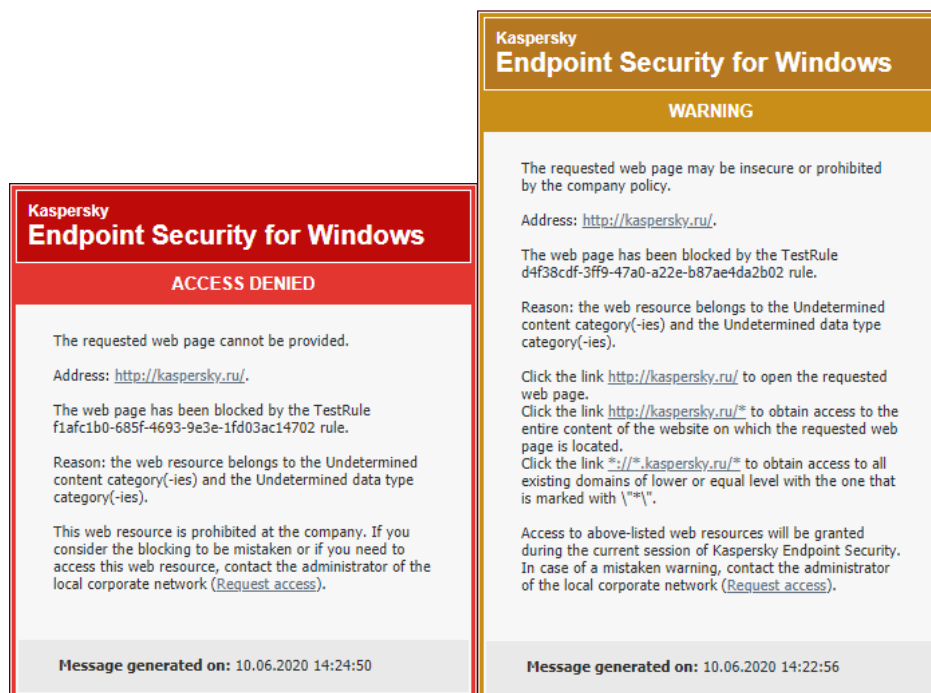 Kaspersky
Endpoint Security for Windows
ACCESS DENIED
The requested web page cannot be provided.
Address: http://kaspersky.ru/.
The web page has been blocked by the TestRule
f1afc1b0-685f-4693-9e3e-1fd03ac14702 rule.
Reason: the web resource belongs to the Undetermined
content category(-ies) and the Undetermined data type
category(-ies).
This web resource is prohibited at the company. If you
consider the blocking to be mistaken or if you need to
access this web resource, contact the administrator of the
local corporate network (Request access).
Message generated on: 10.06.2020 14:24:50
Kaspersky
Endpoint Security for Windows
WARNING
The requested web page may be insecure or prohibited
by the company policy.
Address: http://kaspersky.ru/.
The web page has been blocked by the TestRule
d4f38cdf-3ff9-47a0-a22e-b87ae4da2b02 rule.
Reason: the web resource belongs to the Undetermined
content category(-ies) and the Undetermined data type
category(-ies).
Click the link http://kaspersky.ru/ to open the requested
web page.
Click the link http://kaspersky.ru/* to obtain access to the
entire content of the website on which the requested web
page is located.
Click the link *://*.kaspersky.ru/* to obtain access to all
existing domains of lower or equal level with the one that
is marked with \"*\".
Access to above-listed web resources will be granted
during the current session of Kaspersky Endpoint Security.
In case of a mistaken warning, contact the administrator
of the local corporate network (Request access).
Message generated on: 10.06.2020 14:22:56